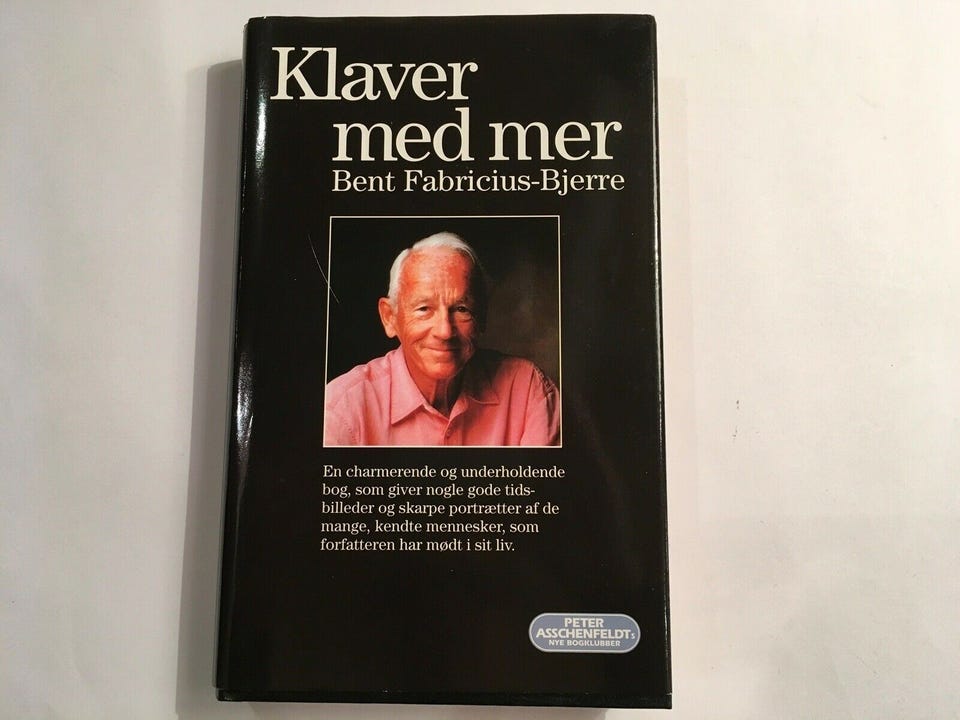 Klaver
med mer
Bent Fabricius-Bjerre
En charmerende og underholdende
bog, som giver nogle gode tids-
billeder og skarpe portrætter af de
mange, kendte mennesker, som
forfatteren har mødt i sit liv.
PETER
ASSCHENFELDTs
NYE BOGKLUBBER